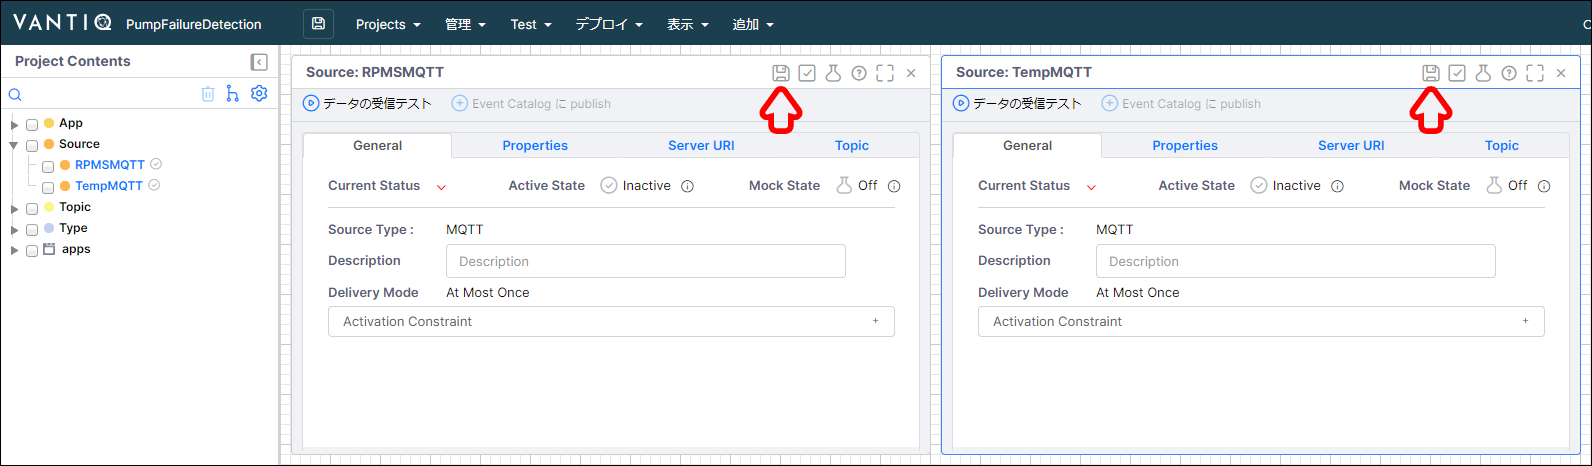 VANTIQ PumpFailureDetection Projects 管理 Test デプロイ 表示 追加
Project Contents
App
Source
RPMSMQTT
TempMQTT
Topic
Type
apps
Source: RPMSMQTT
データの受信テスト Event Catalog に publish
General Properties Server URI Topic
Current Status Active State Inactive Mock State Off
Source Type : MQTT
Description Description
Delivery Mode At Most Once
Activation Constraint +
Source: TempMQTT
データの受信テスト Event Catalog に publish
General Properties Server URI Topic
Current Status Active State Inactive Mock State Off
Source Type : MQTT
Description Description
Delivery Mode At Most Once
Activation Constraint +